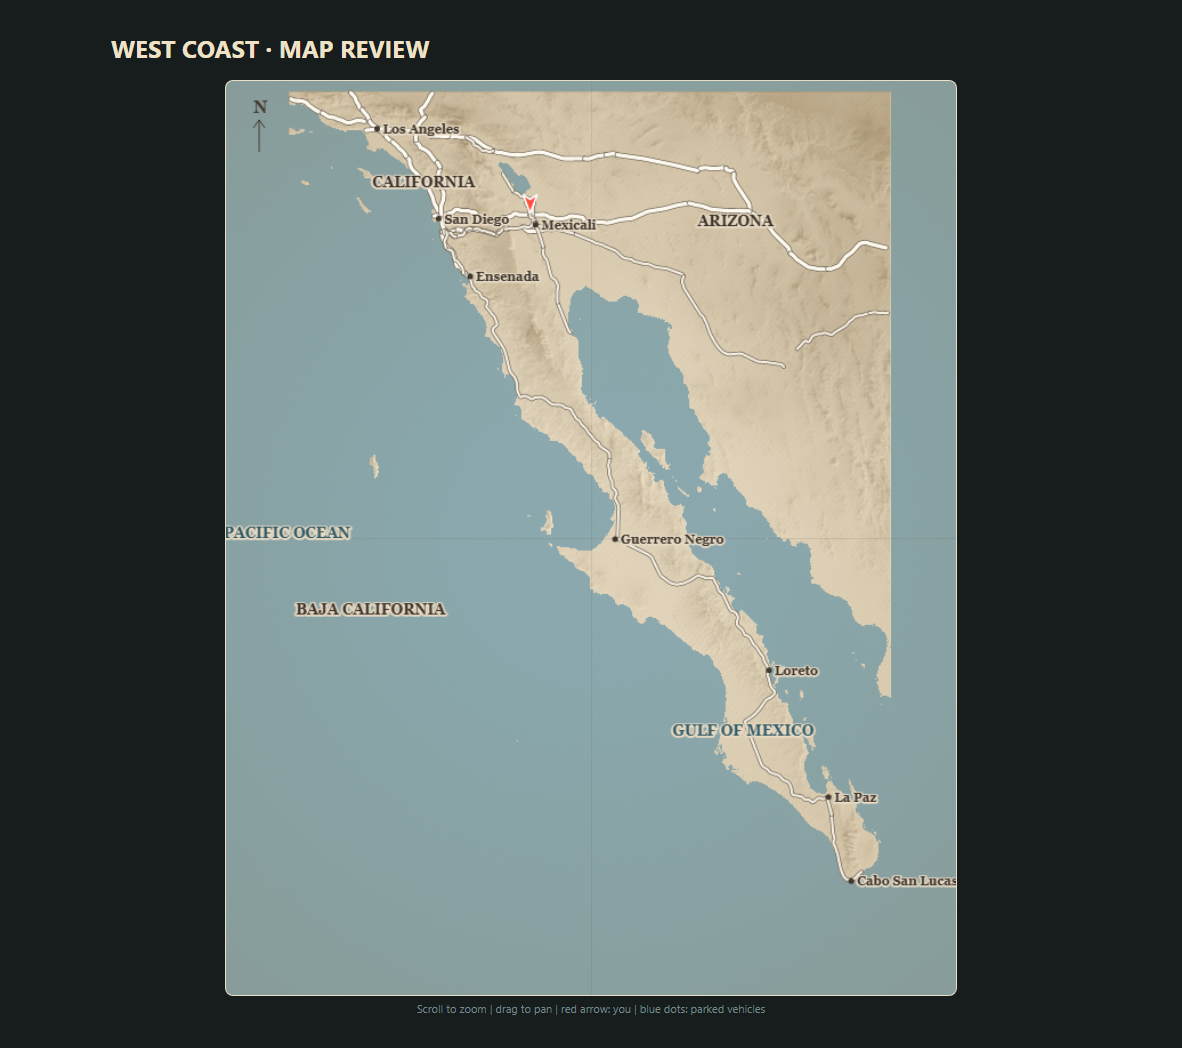 WEST COAST · MAP REVIEW
N
Los Angeles
CALIFORNIA
San Diego
Mexicali
ARIZONA
Ensenada
PACIFIC OCEAN
Guerrero Negro
BAJA CALIFORNIA
Loreto
GULF OF MEXICO
La Paz
Cabo San Lucas
Scroll to zoom | drag to pan | red arrow: you | blue dots: parked vehicles